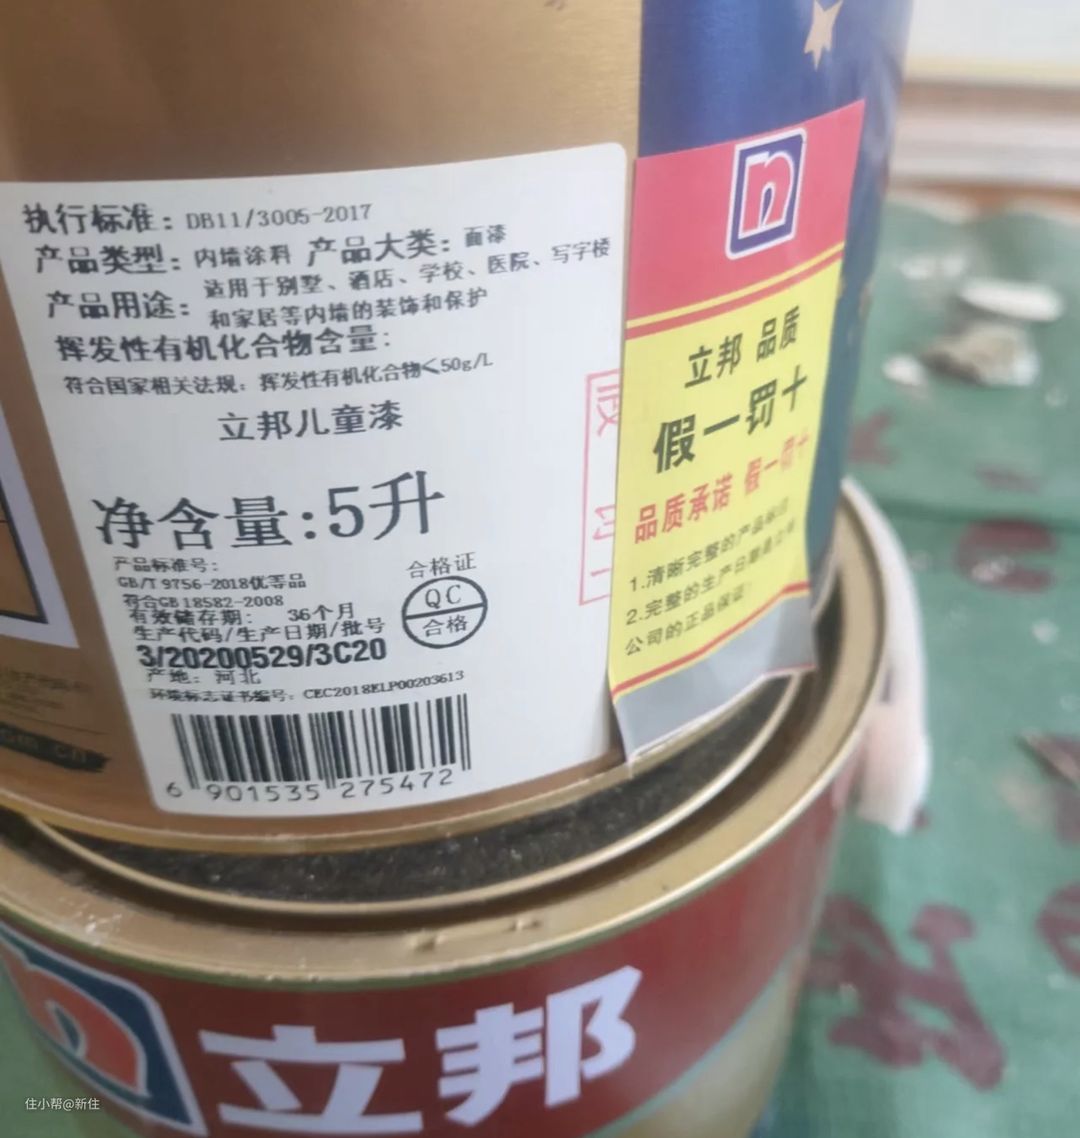 执行标准：DB11/3005-2017
产品类型：内墙涂料 产品大类：面漆
产品用途：适用于别墅、酒店、学校、医院、写字楼
和家居等内墙的装饰和保护
挥发性有机化合物含量：
符合国家相关法规：挥发性有机化合物<50g/L
立邦儿童漆
净含量:5升
产品标准号：
GB/T 9756-2018优等品
符合GB 18582-2008
有效储存期： 36个月
生产代码/生产日期/批号
3/20200529/3C20
产地：河北
环境标志证书编号：CEC2018ELP00203613
合格证
QC
合格
6 901535 275472
n
立邦 品质
假一罚十
品质承诺 假一罚十
1.清晰完整的产品标
2.完整的生产日期是立邦
公司的正品保证!
立邦
住小帮@新住